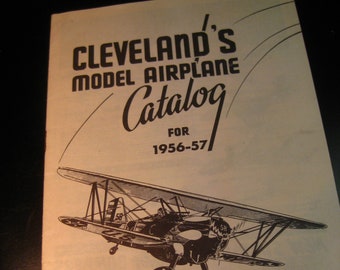 CLEVELAND'S
MODEL AIRPLANE
Catalog
FOR
1956-57